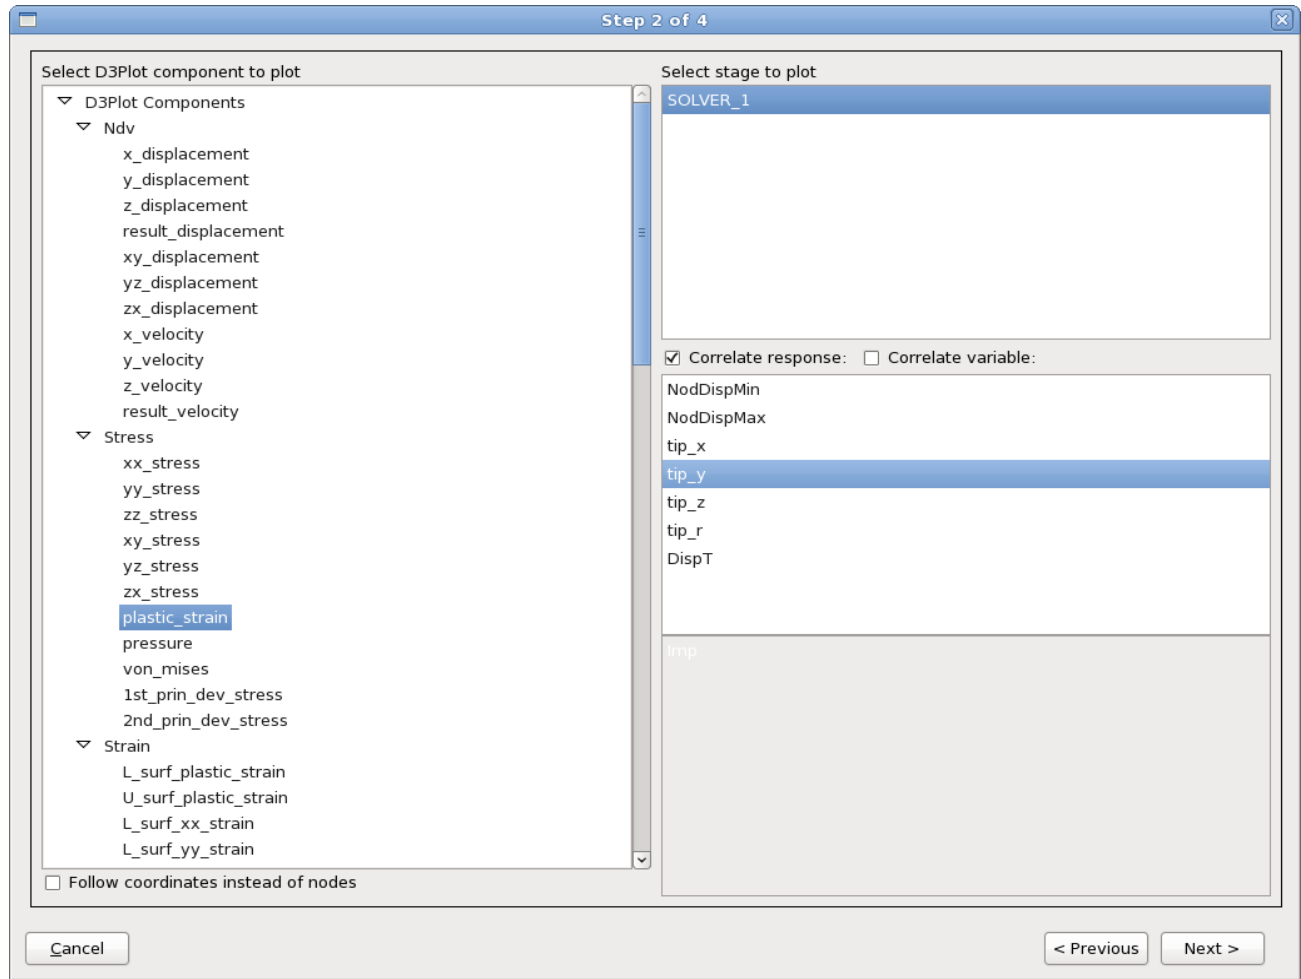 Step 2 of 4
Select D3Plot component to plot
D3Plot Components
Ndv
x_displacement
y_displacement
z_displacement
result_displacement
xy_displacement
yz_displacement
zx_displacement
x_velocity
y_velocity
z_velocity
result_velocity
Stress
xx_stress
yy_stress
zz_stress
xy_stress
yz_stress
zx_stress
plastic_strain
pressure
von_mises
1st_prin_dev_stress
2nd_prin_dev_stress
Strain
L_surf_plastic_strain
U_surf_plastic_strain
L_surf_xx_strain
L_surf_yy_strain
Follow coordinates instead of nodes
Select stage to plot
SOLVER_1
Correlate response: Correlate variable:
NodDispMin
NodDispMax
tip_x
tip_y
tip_z
tip_r
DispT
Cancel
< Previous
Next >